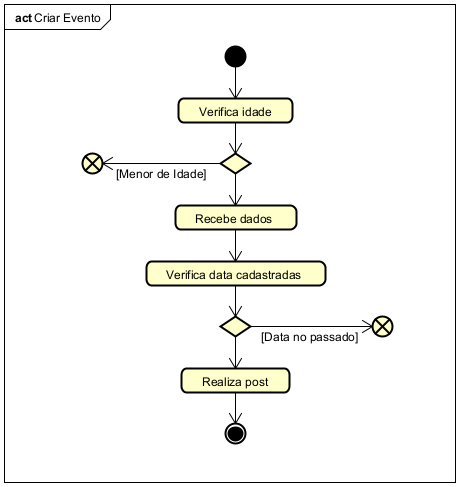 act Criar Evento
Verifica idade
[Menor de Idade]
Recebe dados
Verifica data cadastradas
[Data no passado]
Realiza post